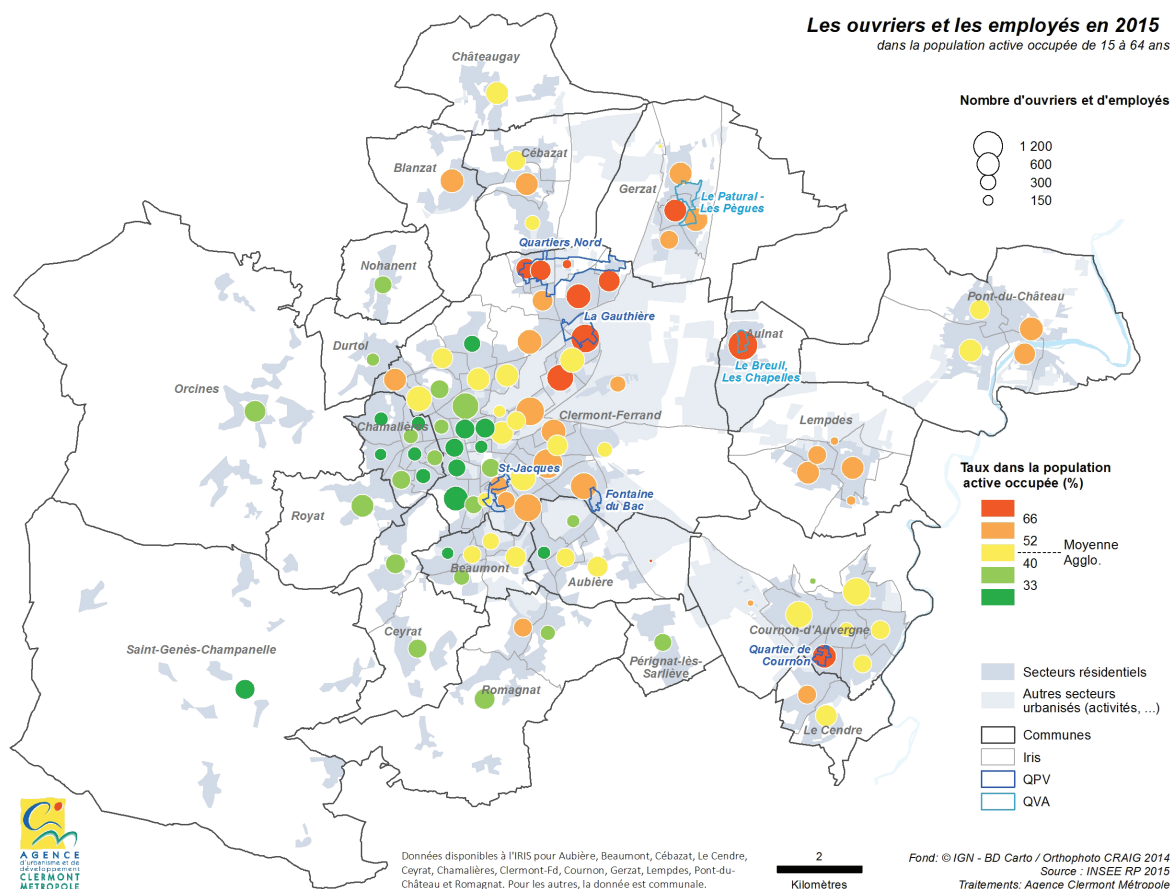 Les ouvriers et les employés en 2015
dans la population active occupée de 15 à 64 ans
Nombre d'ouvriers et d'employés
1 200
600
300
150
Châteaugay
Blanzat
Cébazat
Gerzat
Le Patural -
Les Pègues
Quartiers Nord
Nohanent
La Gauthière
Pont-du-Château
Durtol
Aulnat
Le Breuil,
Les Chapelles
Orcines
Chamalières
Clermont-Ferrand
Lempdes
St-Jacques
Royat
Fontaine
du Bac
Taux dans la population
active occupée (%)
66
52
40
33
Moyenne
Agglo.
Beaumont
Aubière
Ceyrat
Cournon-d'Auvergne
Saint-Genès-Champanelle
Quartier de
Cournon
Pérignat-lès-
Sarliève
Romagnat
Le Cendre
Secteurs résidentiels
Autres secteurs
urbanisés (activités, ...)
Communes
Iris
QPV
QVA
AGENCE
d'urbanisme et de
développement
CLERMONT
METROPOLE
Données disponibles à l'IRIS pour Aubière, Beaumont, Cébazat, Le Cendre,
Ceyrat, Chamalières, Clermont-Fd, Cournon, Gerzat, Lempdes, Pont-du-
Château et Romagnat. Pour les autres, la donnée est communale.
2
Kilomètres
Fond: © IGN - BD Carto / Orthophoto CRAIG 2014
Source : INSEE RP 2015
Traitements: Agence Clermont Métropole